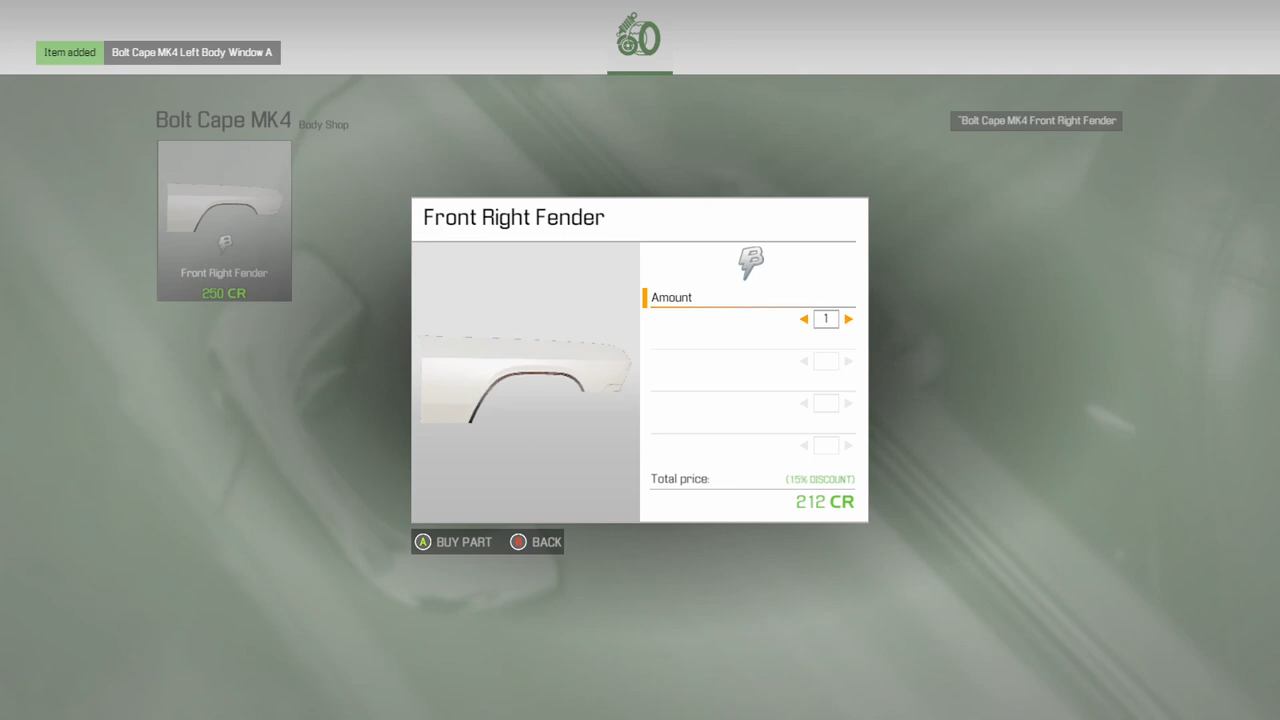 Item added
Bolt Cape MK4 Left Body Window A
Bolt Cape MK4 Body Shop
"Bolt Cape MK4 Front Right Fender
Front Right Fender
250 CR
Front Right Fender
B
Amount
1
Total price:
(15% DISCOUNT)
212 CR
A BUY PART
B BACK